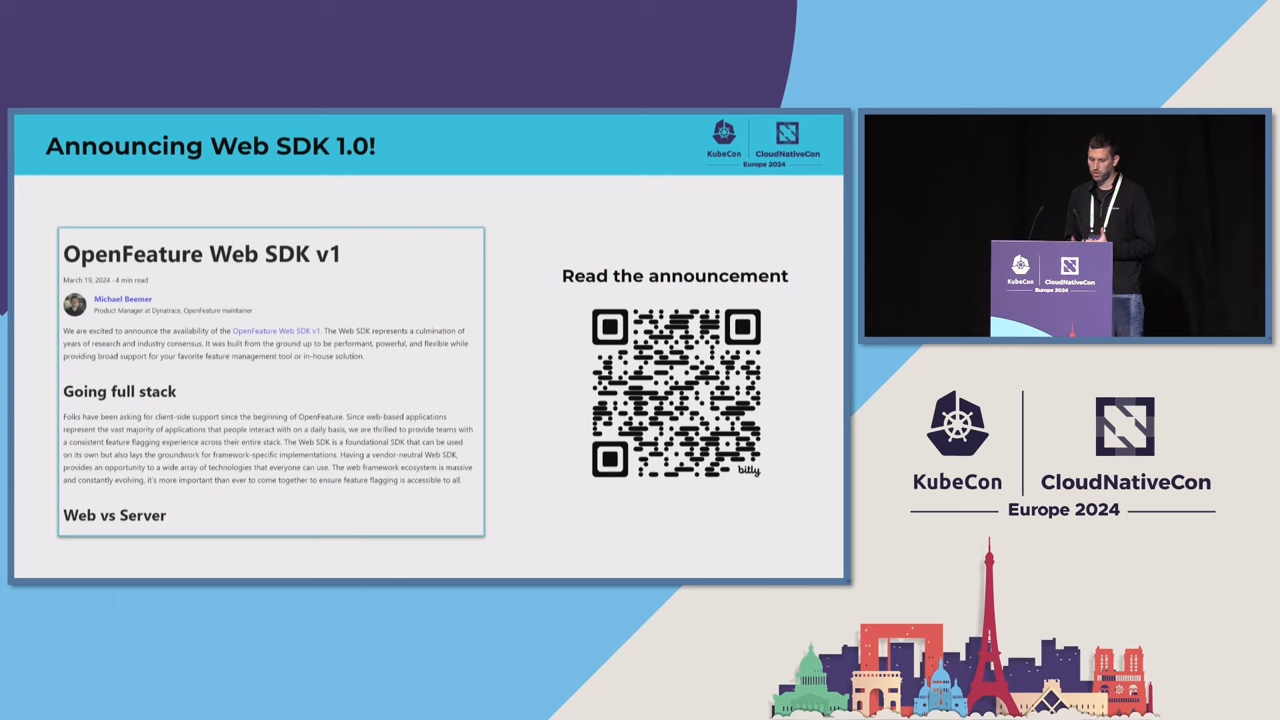 Announcing Web SDK 1.0!
KubeCon
CloudNativeCon
Europe 2024
OpenFeature Web SDK v1
March 19, 2024 · 4 min read
Michael Beemer
Product Manager at Dynatrace, OpenFeature maintainer
We are excited to announce the availability of the OpenFeature Web SDK v1. The Web SDK represents a culmination of
years of research and industry consensus. It was built from the ground up to be performant, powerful, and flexible while
providing broad support for your favorite feature management tool or in-house solution.
Going full stack
Folks have been asking for client-side support since the beginning of OpenFeature. Since web-based applications
represent the vast majority of applications that people interact with on a daily basis, we are thrilled to provide teams with
a consistent feature flagging experience across their entire stack. The Web SDK is a foundational SDK that can be used
on its own but also lays the groundwork for framework-specific implementations. Having a vendor-neutral Web SDK,
provides an opportunity to a wide array of technologies that everyone can use. The web framework ecosystem is massive
and constantly evolving, it's more important than ever to come together to ensure feature flagging is accessible to all.
Web vs Server
Read the announcement
bitly
KubeCon
CloudNativeCon
Europe 2024
KubeCon
CloudNativeCon
Europe 2024